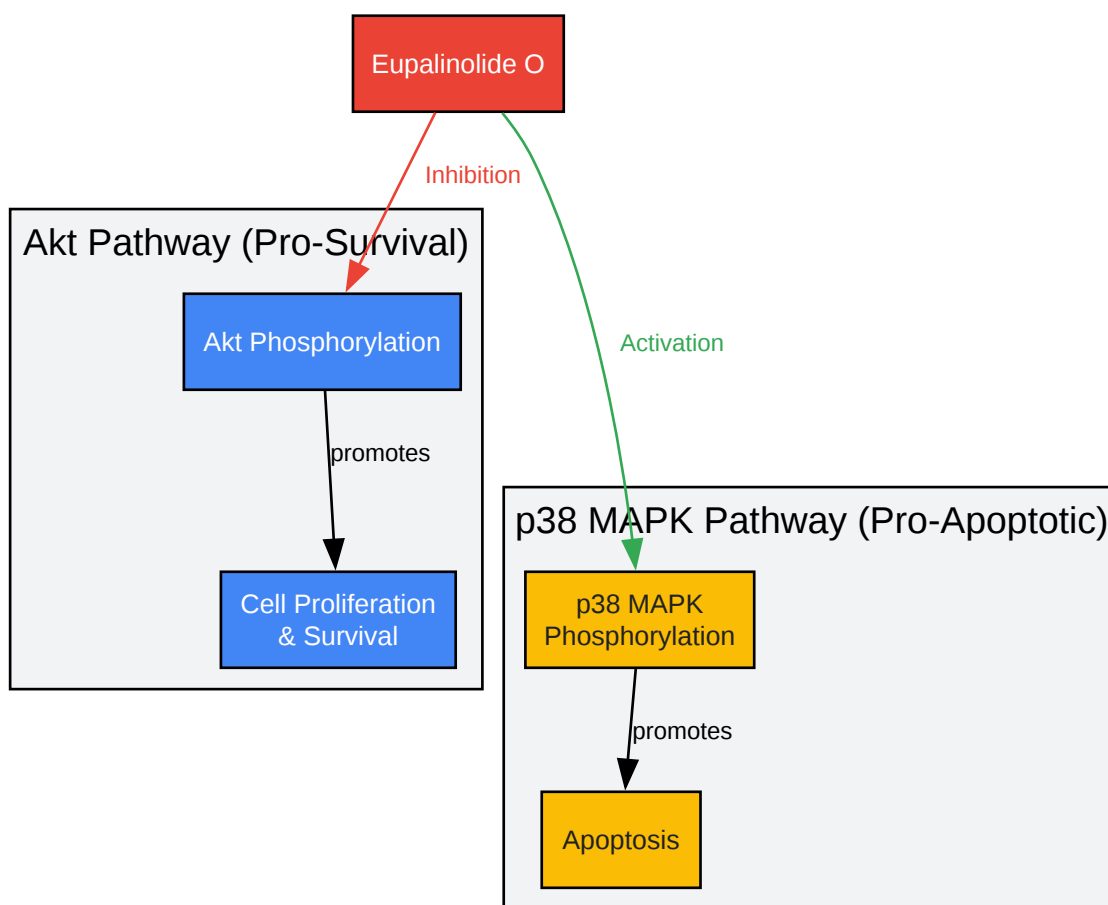 Eupalinolide O
Inhibition
Akt Pathway (Pro-Survival)
Akt Phosphorylation
Activation
promotes
p38 MAPK Pathway (Pro-Apoptotic)
Cell Proliferation
& Survival
p38 MAPK
Phosphorylation
promotes
Apoptosis